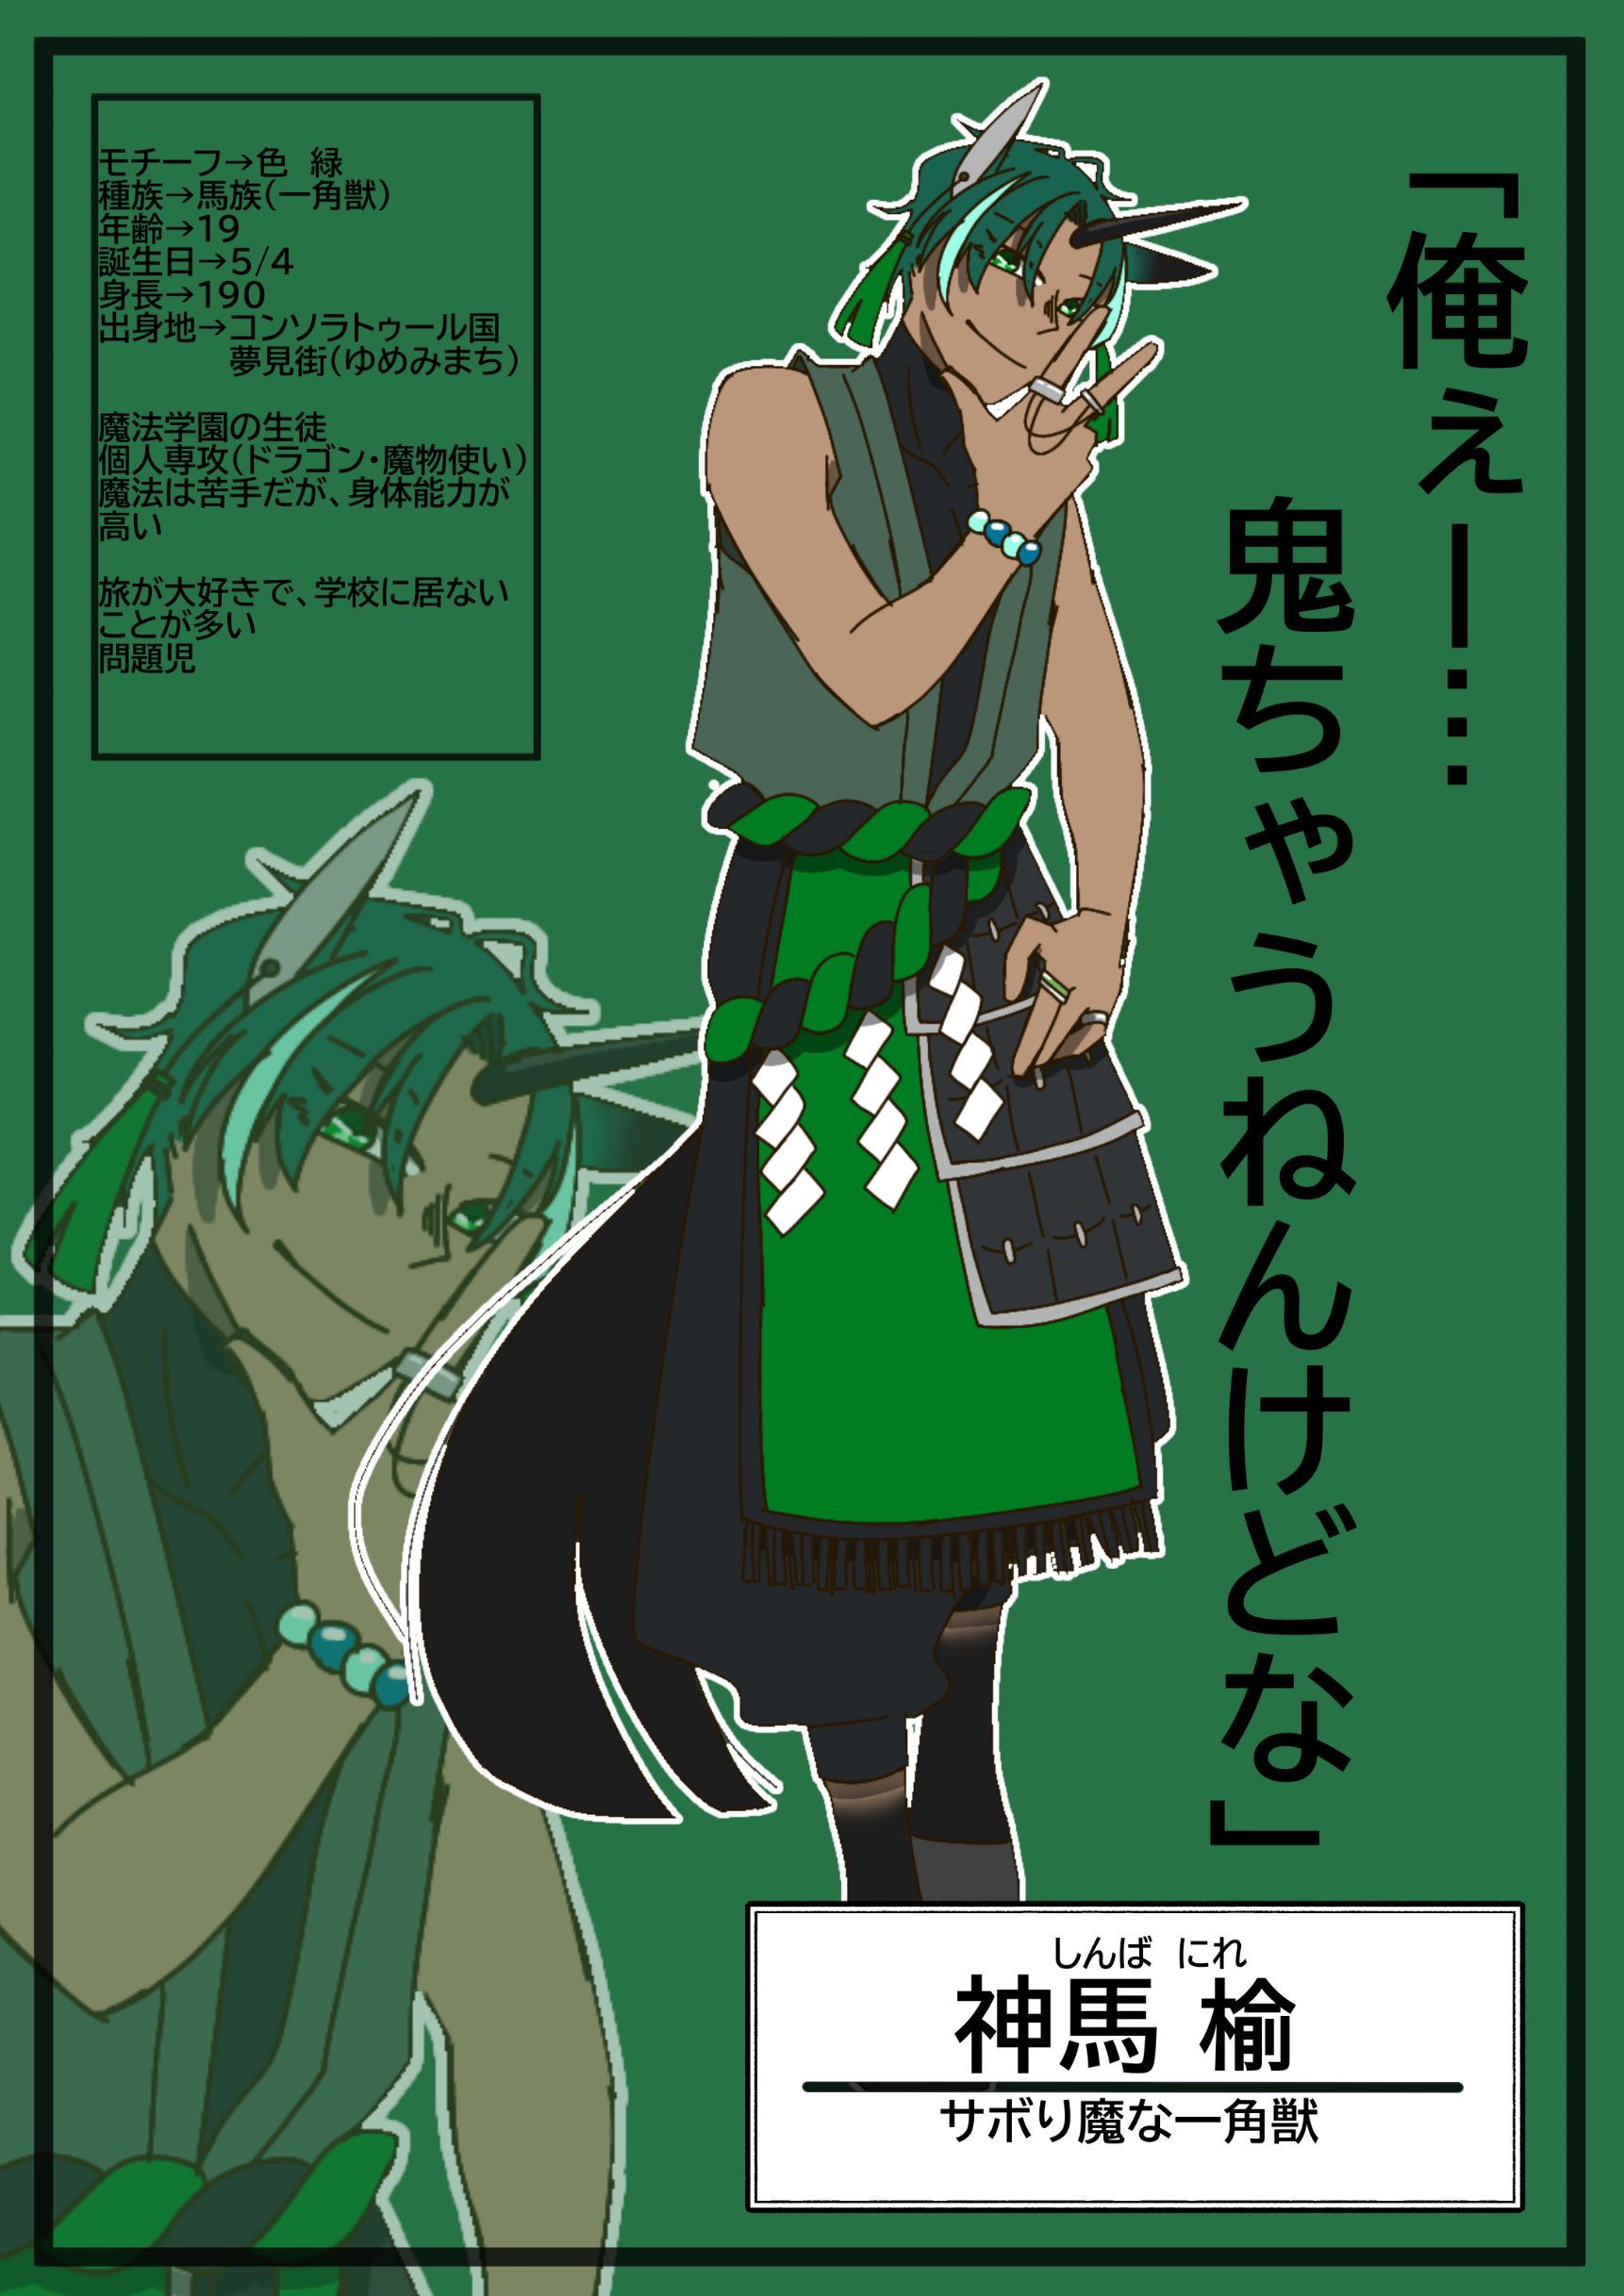 モチーフ→色　緑
種族→馬族(一角獣)
年齢→19
誕生日→5/4
身長→190
出身地→コンソラトゥール国
夢見街(ゆめみまち)
魔法学園の生徒
個人専攻(ドラゴン・魔物使い)
魔法は苦手だが、身体能力が
高い
旅が大好きで、学校に居ない
ことが多い
問題児
「俺えー…
鬼ちゃうねんけどな」
しんば にれ
神馬 楡
サボり魔な一角獣